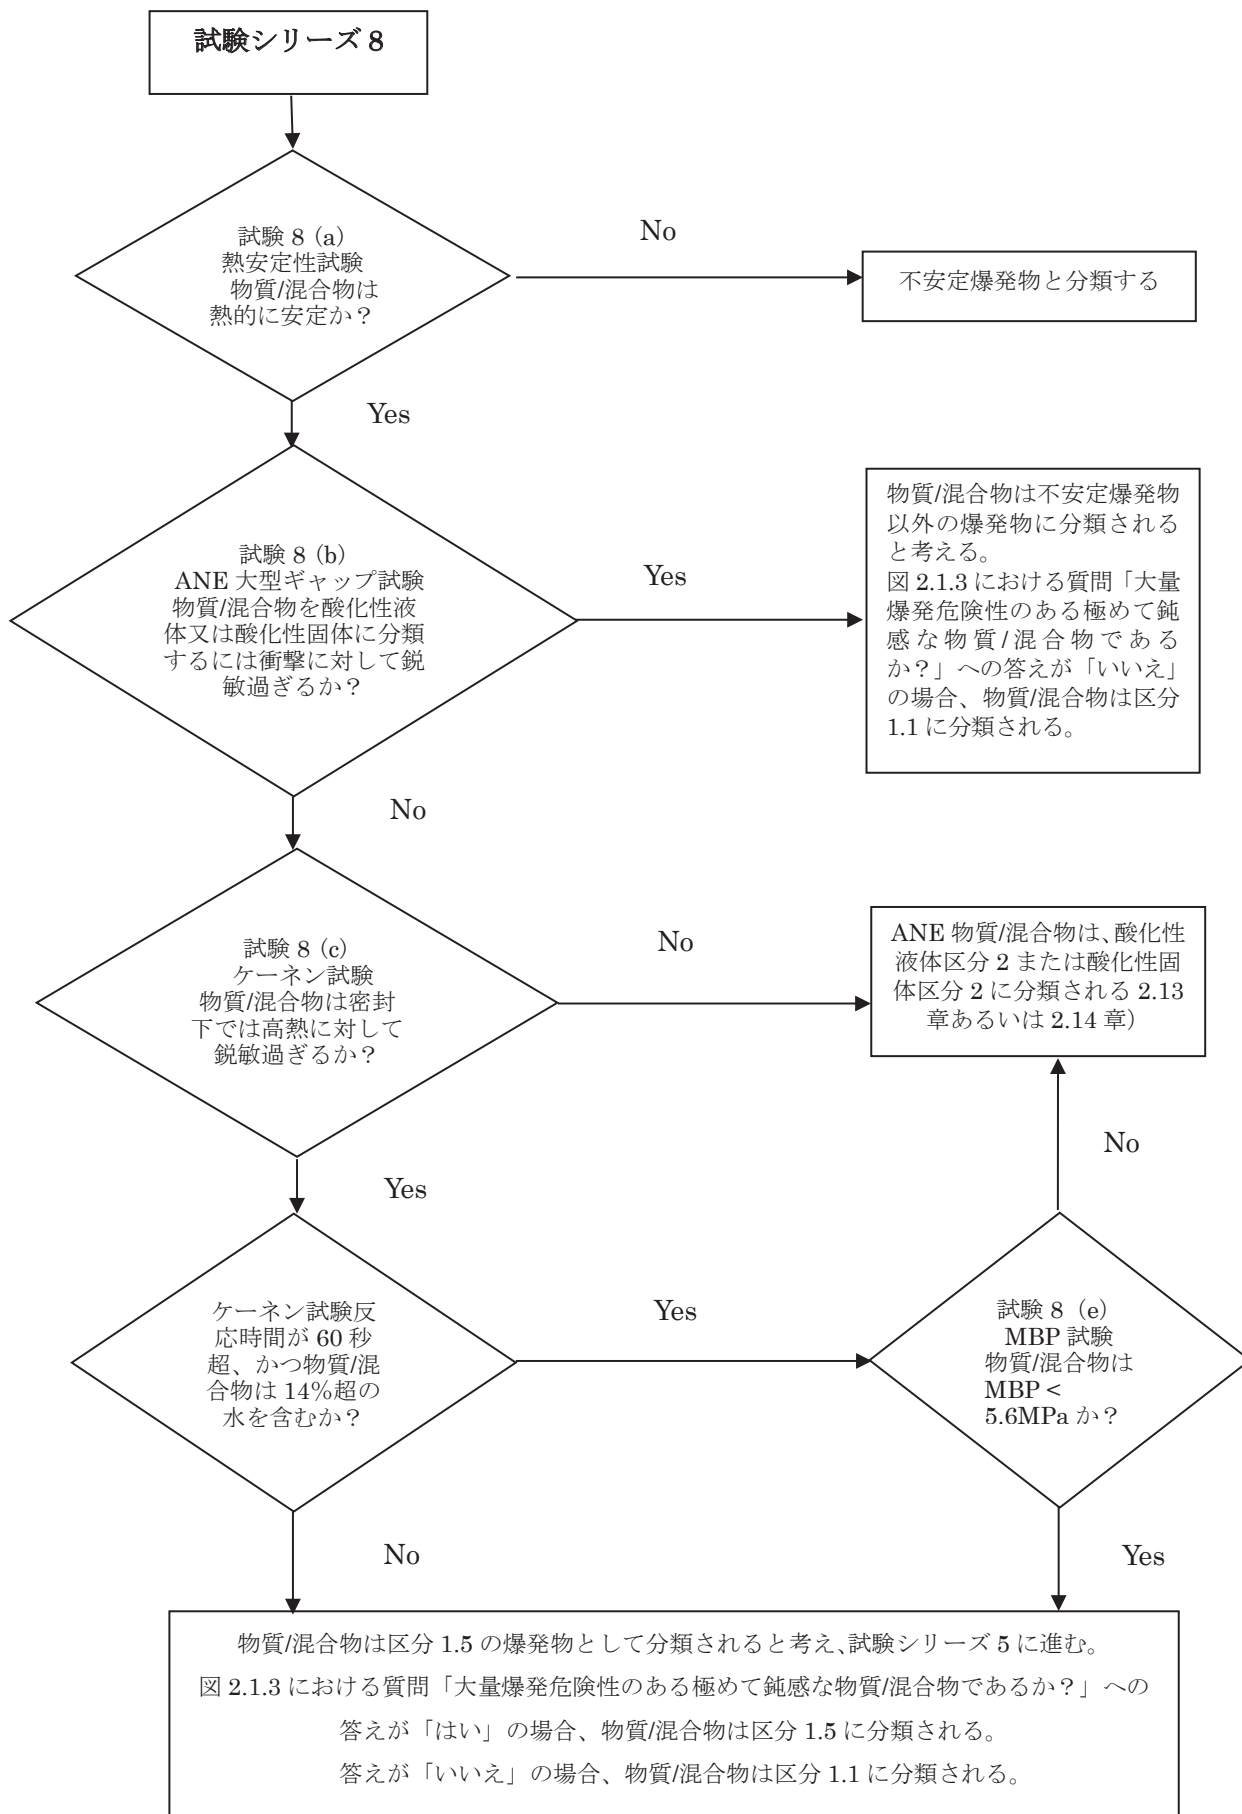 試験シリーズ 8
試験 8 (a)
熱安定性試験
物質/混合物は
熱的に安定か？
No
不安定爆発物と分類する
Yes
試験 8 (b)
ANE 大型ギャップ試験
物質/混合物を酸化性液
体又は酸化性固体に分類
するには衝撃に対して鋭
敏過ぎるか？
Yes
物質/混合物は不安定爆発物
以外の爆発物に分類される
と考える。
図 2.1.3 における質問「大量
爆発危険性のある極めて鈍
感な物質/混合物である
か？」への答えが「いいえ」
の場合、物質/混合物は区分
1.1 に分類される。
No
試験 8 (c)
ケーネン試験
物質/混合物は密封
下では高熱に対して
鋭敏過ぎるか？
No
ANE 物質/混合物は、酸化性
液体区分 2 または酸化性固
体区分 2 に分類される 2.13
章あるいは 2.14 章）
No
Yes
ケーネン試験反
応時間が 60 秒
超、かつ物質/混
合物は 14％超の
水を含むか？
Yes
試験 8（e）
MBP 試験
物質/混合物は
MBP <
5.6MPa か？
No
Yes
物質/混合物は区分 1.5 の爆発物として分類されると考え、試験シリーズ 5 に進む。
図 2.1.3 における質問「大量爆発危険性のある極めて鈍感な物質/混合物であるか？」への
答えが「はい」の場合、物質/混合物は区分 1.5 に分類される。
答えが「いいえ」の場合、物質/混合物は区分 1.1 に分類される。